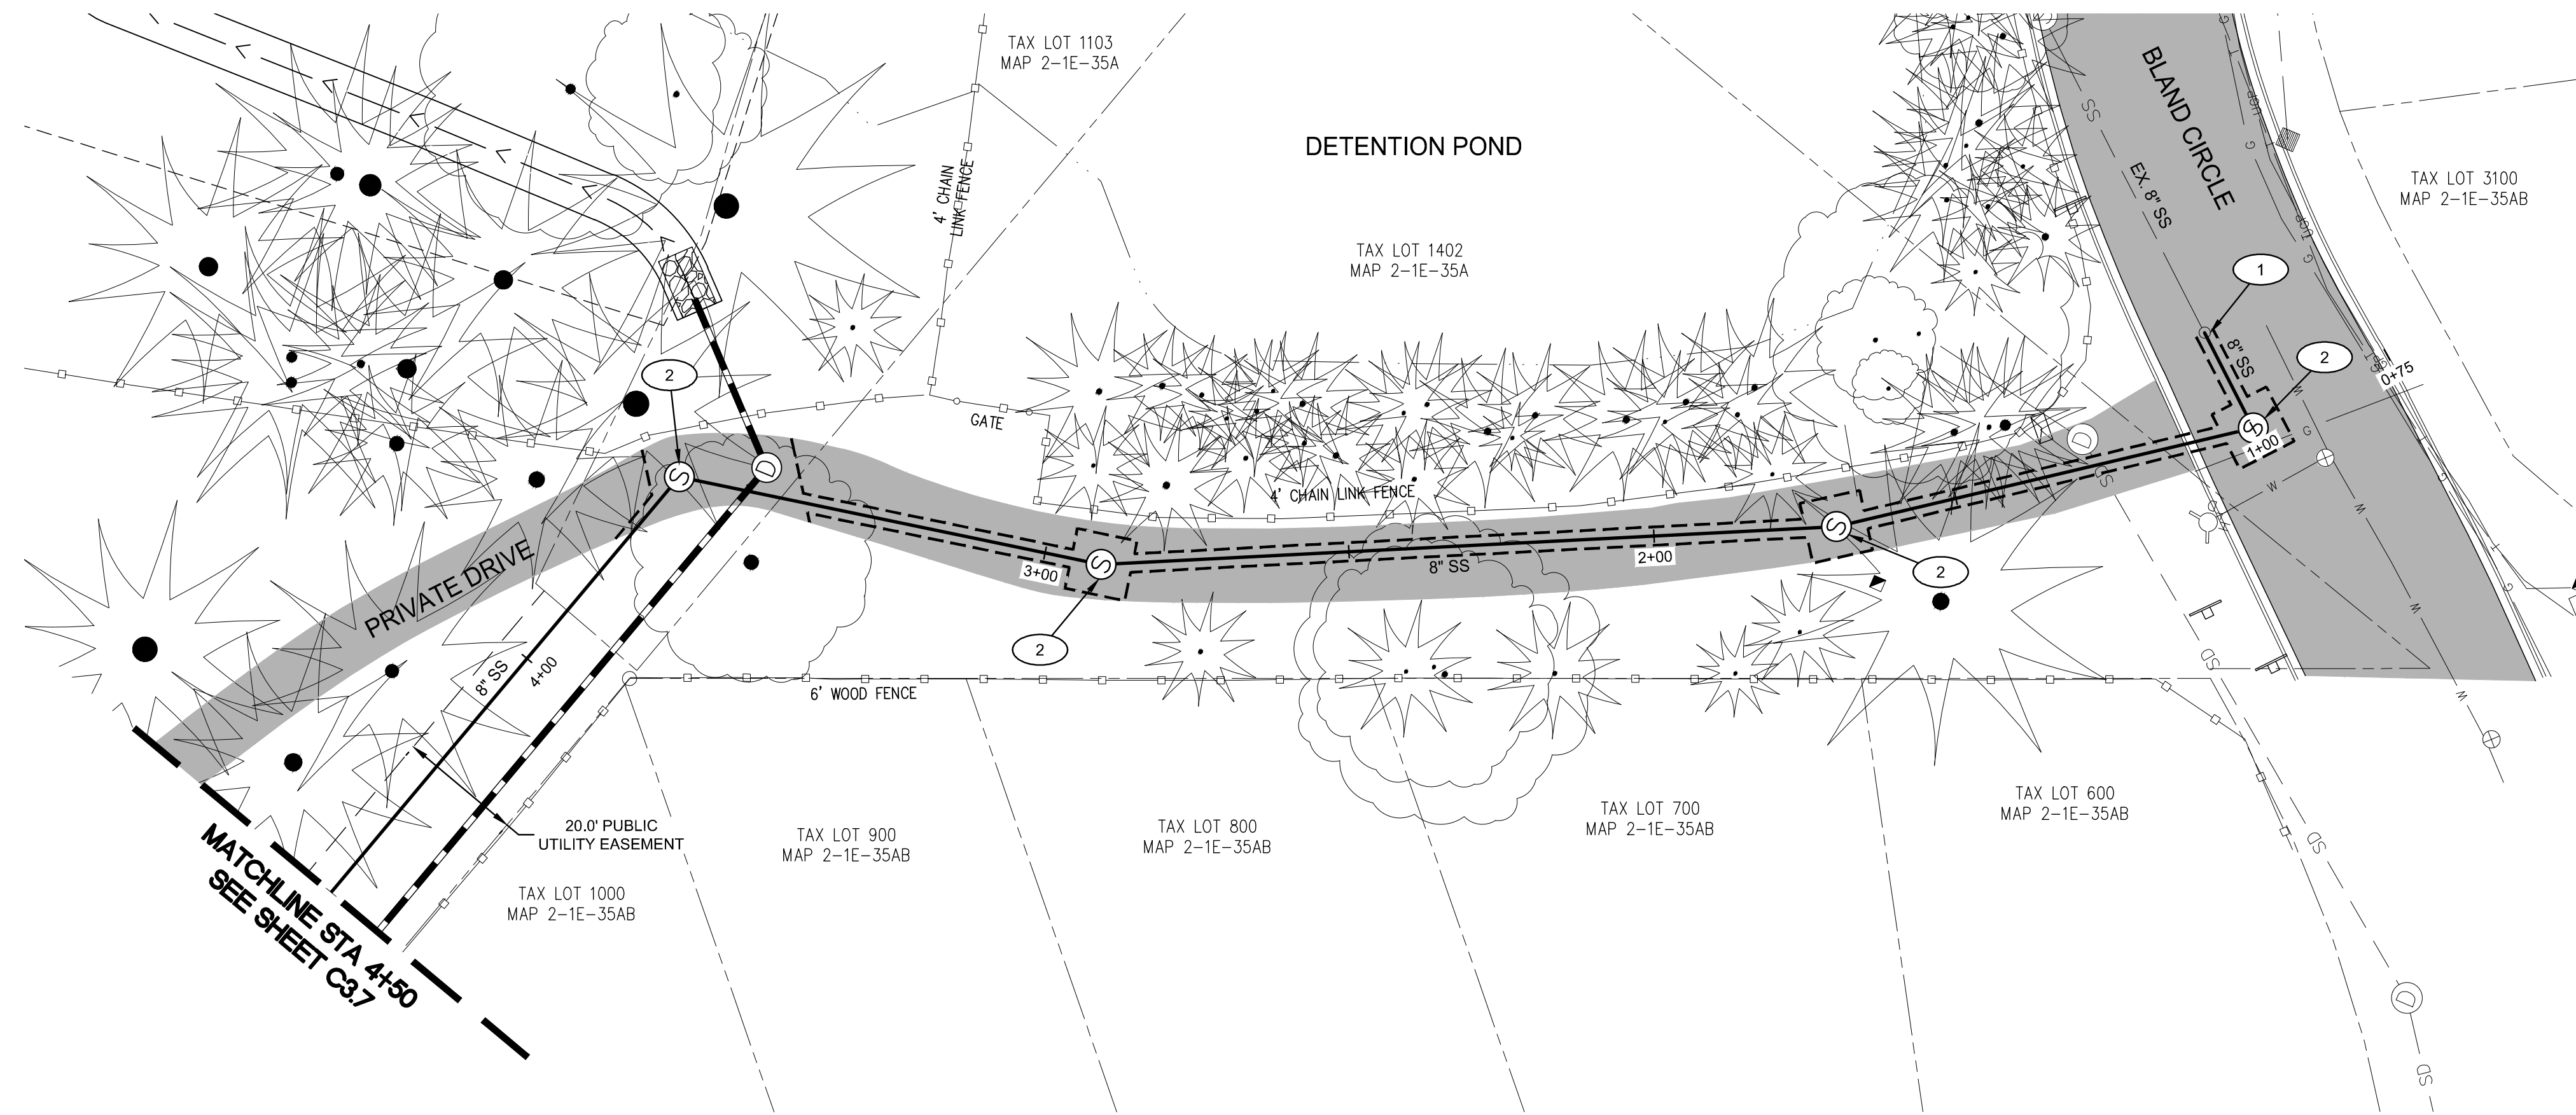 TAX LOT 1103
MAP 2-1E-35A
DETENTION POND
4' CHAIN
LINK FENCE
TAX LOT 1402
MAP 2-1E-35A
BLAND CIRCLE
SS
EX. 8" SS
G
G
G
TAX LOT 3100
MAP 2-1E-35AB
1
2
8" SS
0+75
2
W
G
1+00
S
D
S
D
SD
GATE
4' CHAIN LINK FENCE
W
W
G
S
S
3+00
8" SS
2+00
2
2
PRIVATE DRIVE
8" SS
4+00
6' WOOD FENCE
SD
W
W
G
20.0' PUBLIC
UTILITY EASEMENT
TAX LOT 1000
MAP 2-1E-35AB
TAX LOT 900
MAP 2-1E-35AB
TAX LOT 800
MAP 2-1E-35AB
TAX LOT 700
MAP 2-1E-35AB
TAX LOT 600
MAP 2-1E-35AB
SD
D
SD
MATCHLINE STA 4+50
SEE SHEET C3.7